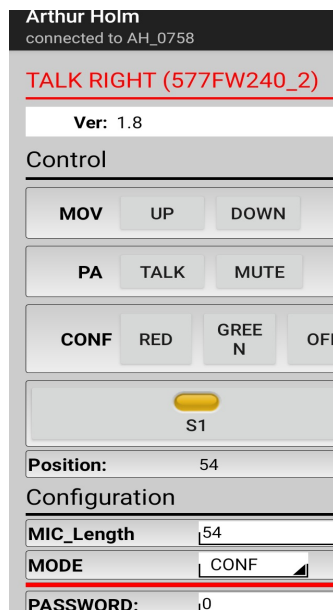 Arthur Holm
connected to AH_0758
TALK RIGHT (577FW240_2)
Ver: 1.8
Control
MOV UP DOWN
PA TALK MUTE
CONF RED GREE
N
S1
Position: 54
Configuration
MIC_Length 54
MODE CONF
PASSWORD: 0